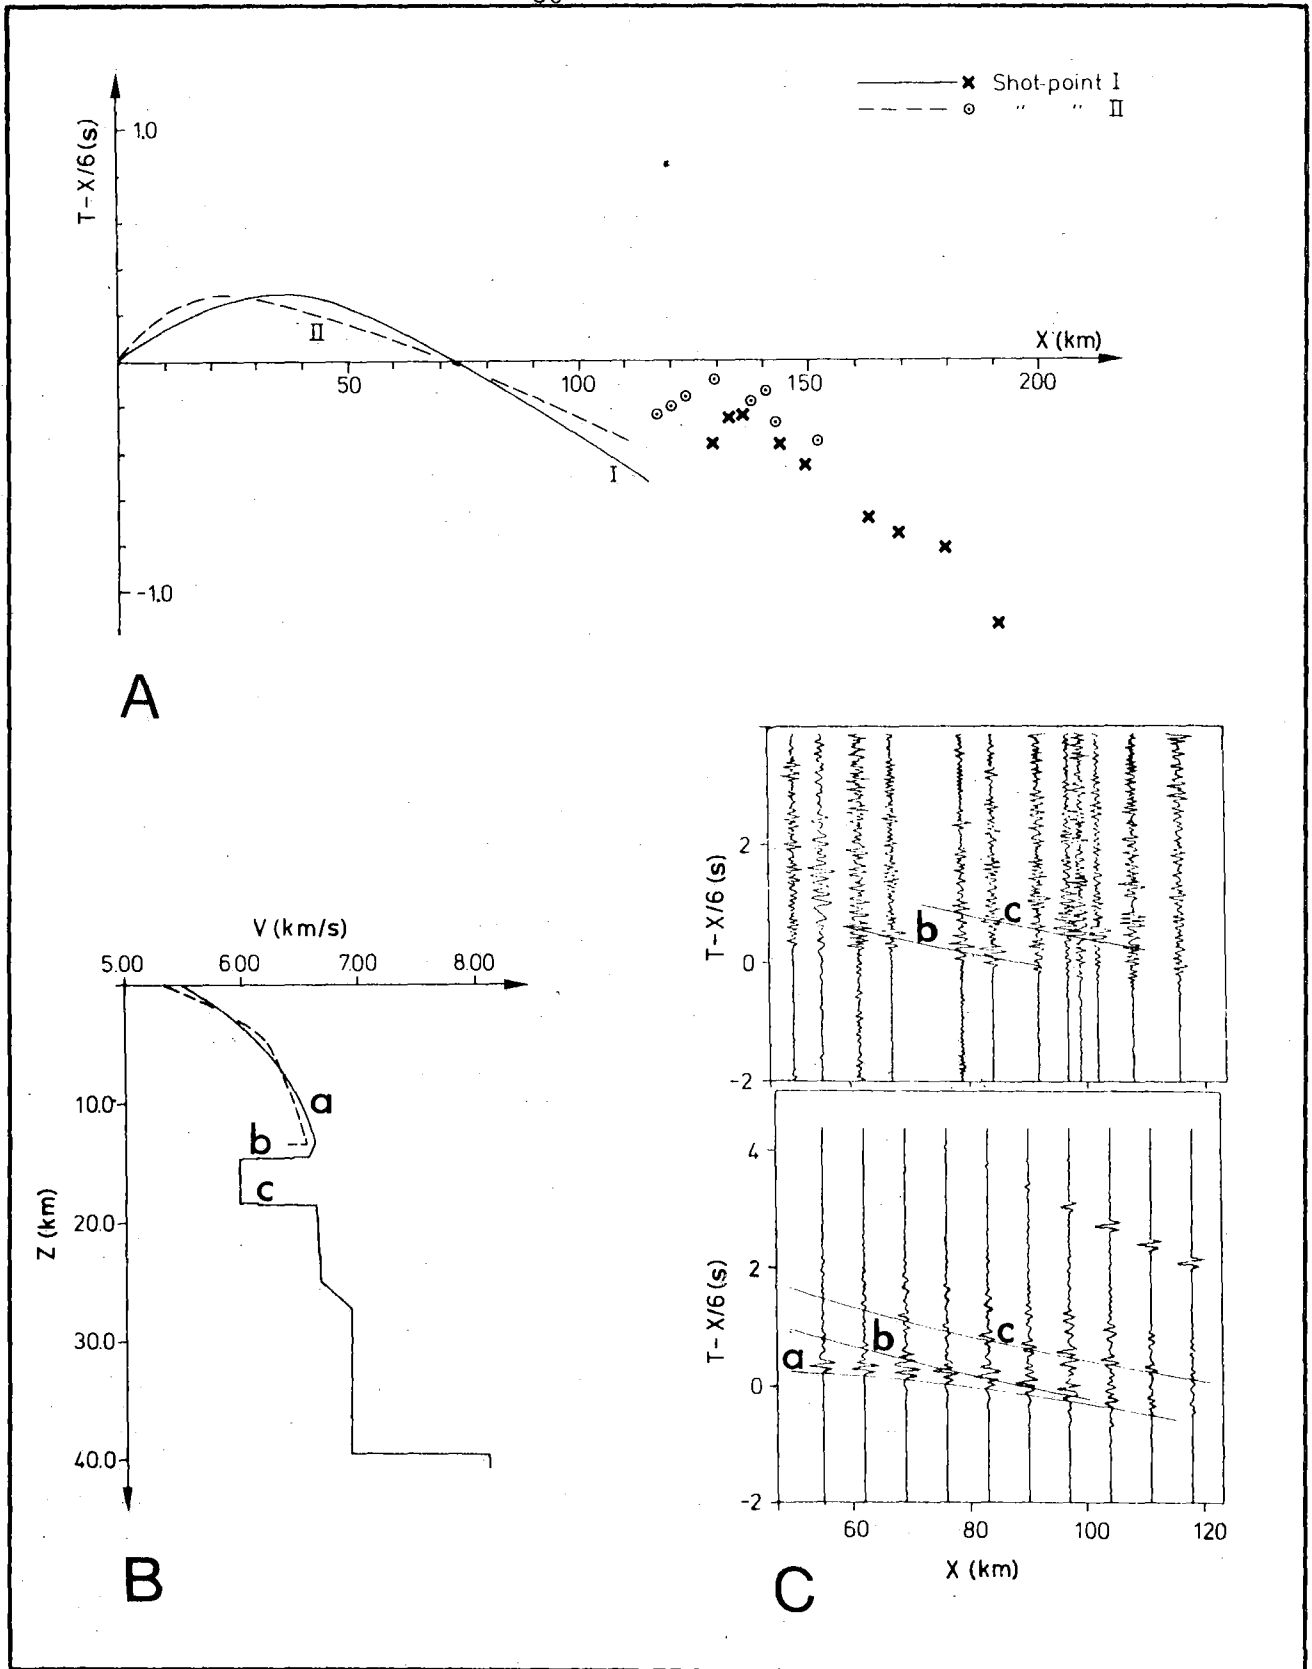 Shot-point I
" " II
T-X/6 (s)
1.0
X (km)
50
100
150
200
II
I
-1.0
A
V (km/s)
5.00 6.00 7.00 8.00
Z (km)
10.0
20.0
30.0
40.0
a
b
c
B
T-X/6 (s)
2
0
-2
b
c
T-X/6 (s)
4
2
0
-2
a
b
c
60 80 100 120
X (km)
C